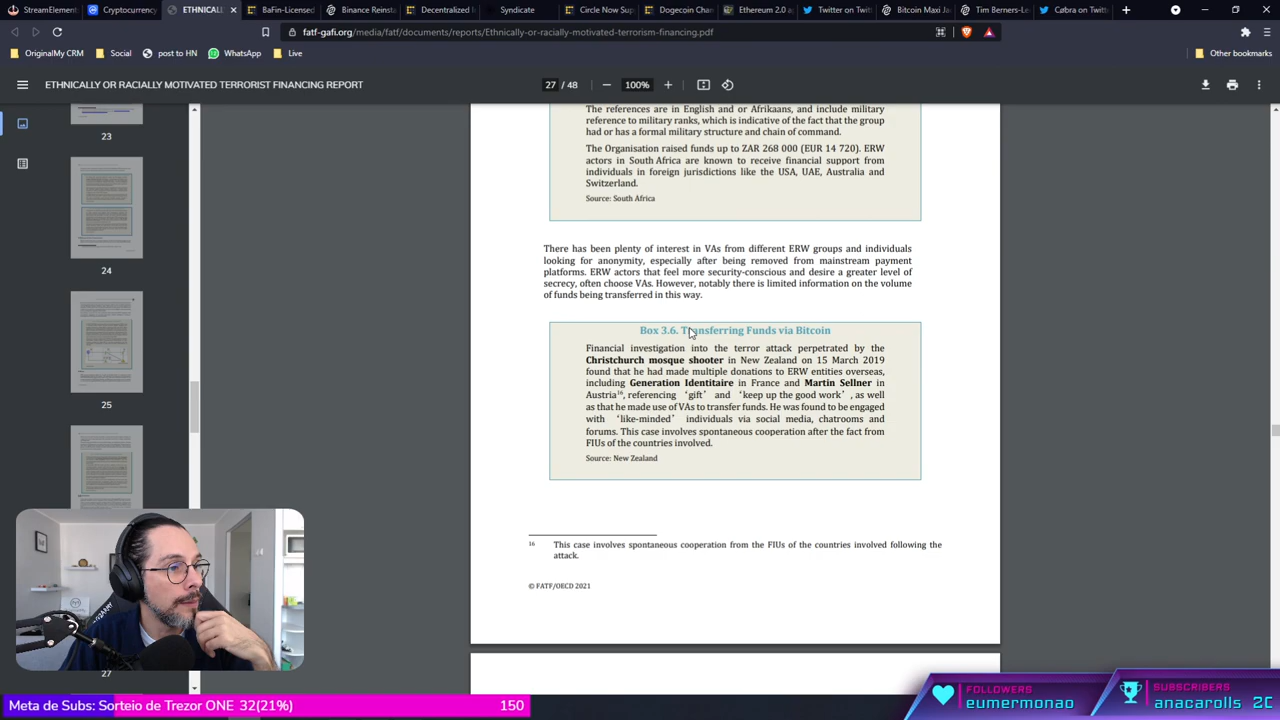 StreamElement
Cryptocurrency
ETHNICALL
BaFin-Licensed
Binance Reinsta
Decentralized I
Syndicate
Circle Now Sup
Dogecoin Chan
Ethereum 2.0 a
Twitter on Twitt
Bitcoin Maxi Ja
Tim Berners-Le
Cabra on Twitt
fatf-gafi.org/media/fatf/documents/reports/Ethnically-or-racially-motivated-terrorism-financing.pdf
OriginalMy CRM
Social
post to HN
WhatsApp
Live
Other bookmarks
ETHNICALLY OR RACIALLY MOTIVATED TERRORIST FINANCING REPORT
27 / 48
100%
23
24
25
27
The references are in English and or Afrikaans, and include military
reference to military ranks, which is indicative of the fact that the group
had or has a formal military structure and chain of command.
The Organisation raised funds up to ZAR 268 000 (EUR 14 720). ERW
actors in South Africa are known to receive financial support from
individuals in foreign jurisdictions like the USA, UAE, Australia and
Switzerland.
Source: South Africa
There has been plenty of interest in VAs from different ERW groups and individuals
looking for anonymity, especially after being removed from mainstream payment
platforms. ERW actors that feel more security-conscious and desire a greater level of
secrecy, often choose VAs. However, notably there is limited information on the volume
of funds being transferred in this way.
Box 3.6. Transferring Funds via Bitcoin
Financial investigation into the terror attack perpetrated by the
Christchurch mosque shooter in New Zealand on 15 March 2019
found that he had made multiple donations to ERW entities overseas,
including Generation Identitaire in France and Martin Sellner in
Austria16, referencing ‘gift’ and ‘keep up the good work’ , as well
as that he made use of VAs to transfer funds. He was found to be engaged
with ‘like-minded’ individuals via social media, chatrooms and
forums. This case involves spontaneous cooperation after the fact from
FIUs of the countries involved.
Source: New Zealand
16 This case involves spontaneous cooperation from the FIUs of the countries involved following the
attack.
© FATF/OECD 2021
Meta de Subs: Sorteio de Trezor ONE 32(21%)
150
FOLLOWERS
eumermonao
SUBSCRIBERS
anacarolls 20